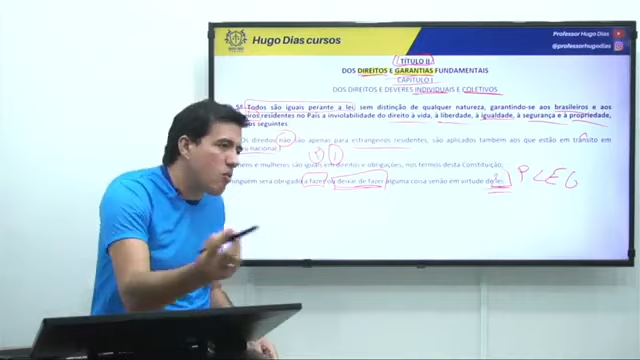 Hugo Dias cursos
Professor Hugo Dias
@professorhugodias
TÍTULO II
DOS DIREITOS E GARANTIAS FUNDAMENTAIS
CAPÍTULO I
DOS DIREITOS E DEVERES INDIVIDUAIS E COLETIVOS
5º Todos são iguais perante a lei, sem distinção de qualquer natureza, garantindo-se aos brasileiros e aos
residentes no País a inviolabilidade do direito à vida, à liberdade, à igualdade, à segurança e à propriedade,
seguintes
Os direitos não são apenas para estrangeiros residentes, são aplicados também aos que estão em trânsito em
nacional.
e mulheres são iguais em direitos e obrigações, nos termos desta Constituição;
será obrigado a fazer ou deixar de fazer alguma coisa senão em virtude de lei;